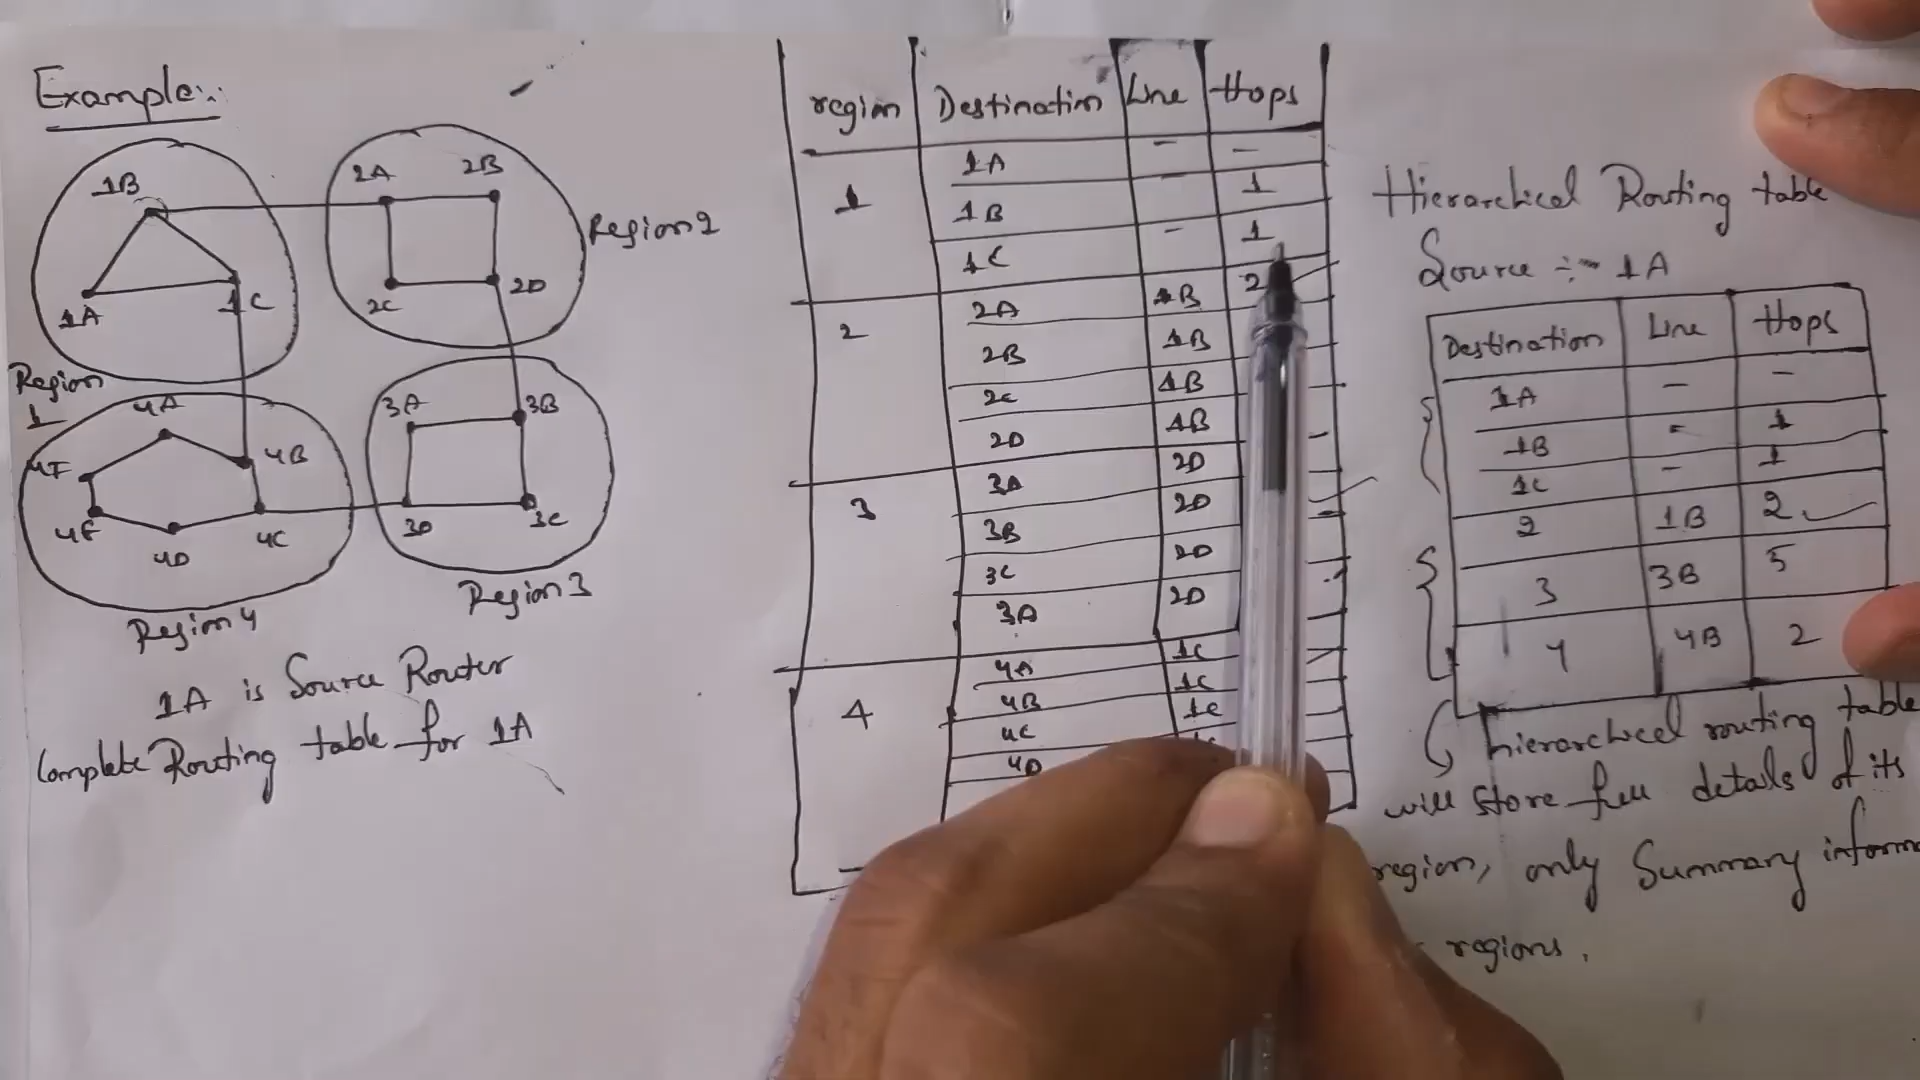 Example:
1B
1A
1C
Region
1
2A
2B
2C
2D
Region 2
4A
4B
4C
4D
4F
Region 4
3A
3B
3D
3C
Region 3
1A is Source Router
Complete Routing table for 1A
region Destination Line Hops
1 1A - -
1B - 1
1C - 1
2 2A 1B 2
2B 1B
2C 1B
2D 1B
3 3A 2D
3B 2D
3C 2D
3A 2D
4 4A 1C
4B 1C
4C 1C
4D
Hierarchical Routing table
Source :- 1A
Destination Line Hops
1A - -
1B - 1
1C - 1
2 1B 2
3 3B 5
4 4B 2
hierarchical routing table
will store full details of its
region, only Summary
regions.